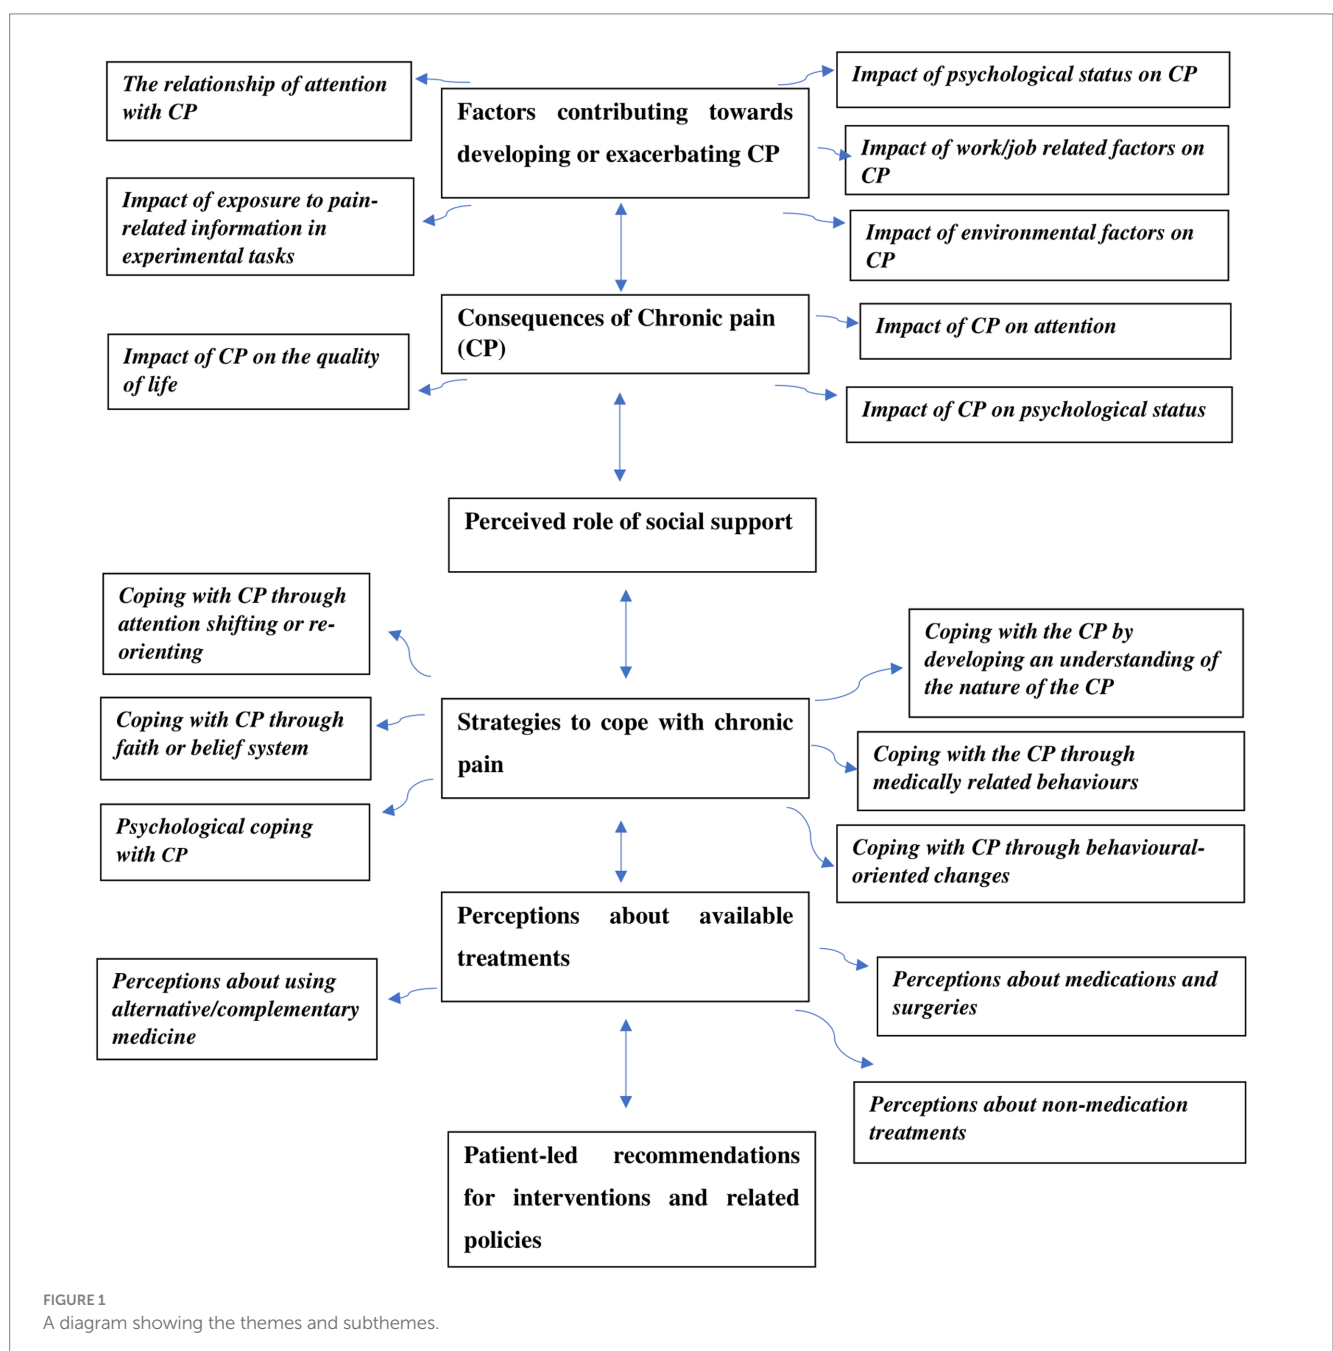 The relationship of attention
with CP
Impact of psychological status on CP
Factors contributing towards
developing or exacerbating CP
Impact of work/job related factors on
CP
Impact of exposure to pain-
related information in
experimental tasks
Impact of environmental factors on
CP
Consequences of Chronic pain
(CP)
Impact of CP on attention
Impact of CP on the quality
of life
Impact of CP on psychological status
Perceived role of social support
Coping with CP through
attention shifting or re-
orienting
Coping with the CP by
developing an understanding of
the nature of the CP
Coping with CP through
faith or belief system
Strategies to cope with chronic
pain
Coping with the CP through
medically related behaviours
Psychological coping
with CP
Coping with CP through behavioural-
oriented changes
Perceptions about available
treatments
Perceptions about using
alternative/complementary
medicine
Perceptions about medications and
surgeries
Perceptions about non-medication
treatments
Patient-led recommendations
for interventions and related
policies
FIGURE 1
A diagram showing the themes and subthemes.